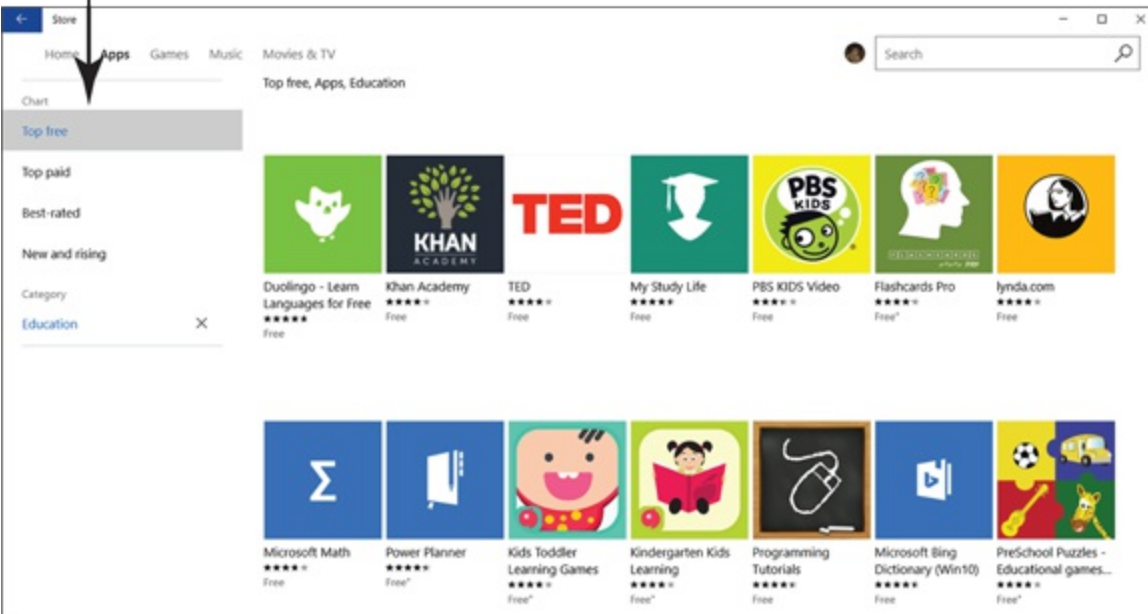 Store
Home Apps Games Music Movies & TV
Search
Top free, Apps, Education
Chart
Top free
Top paid
Best-rated
New and rising
Category
Education
KHAN
ACADEMY
TED
PBS
KIDS
FLASHCARDS
PRO
Duolingo - Learn
Languages for Free
Free
Khan Academy
Free
TED
Free
My Study Life
Free
PBS KIDS Video
Free
Flashcards Pro
Free*
lynda.com
Free
Microsoft Math
Free
Power Planner
Free*
Kids Toddler
Learning Games
Free*
Kindergarten Kids
Learning
Free*
Programming
Tutorials
Free
Microsoft Bing
Dictionary (Win10)
Free
PreSchool Puzzles -
Educational games...
Free*